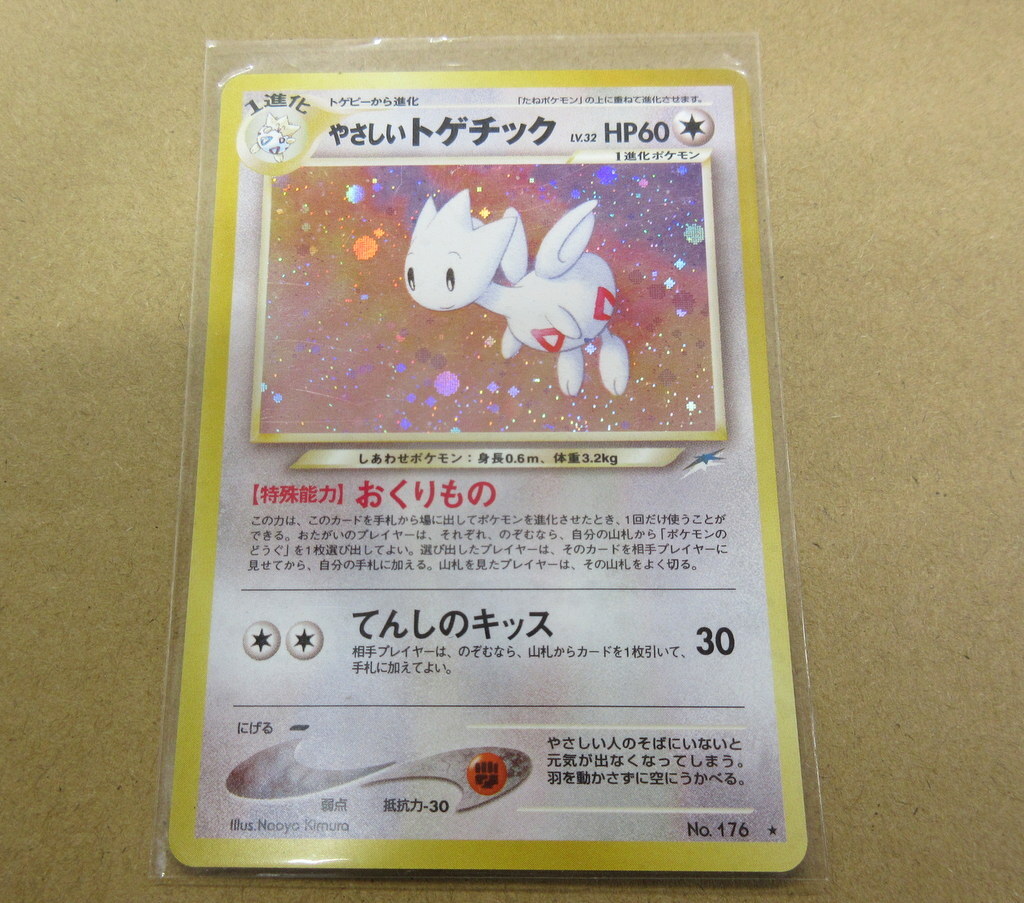 1進化
トゲピーから進化
「たねポケモン」の上に重ねて進化させます。
やさしいトゲチック LV.32 HP60
1進化ポケモン
しあわせポケモン：身長0.6m、体重3.2kg
【特殊能力】おくりもの
この力は、このカードを手札から場に出してポケモンを進化させたとき、1回だけ使うことが
できる。おたがいのプレイヤーは、それぞれ、のぞむなら、自分の山札から「ポケモンの
どうぐ」を1枚選び出してよい。選び出したプレイヤーは、そのカードを相手プレイヤーに
見せてから、自分の手札に加える。山札を見たプレイヤーは、その山札をよく切る。
てんしのキッス 30
相手プレイヤーは、のぞむなら、山札からカードを1枚引いて、
手札に加えてよい。
にげる
やさしい人のそばにいないと
元気が出なくなってしまう。
羽を動かさずに空にうかべる。
弱点 抵抗力-30
Illus.Naoyo Kimura
No. 176 ★